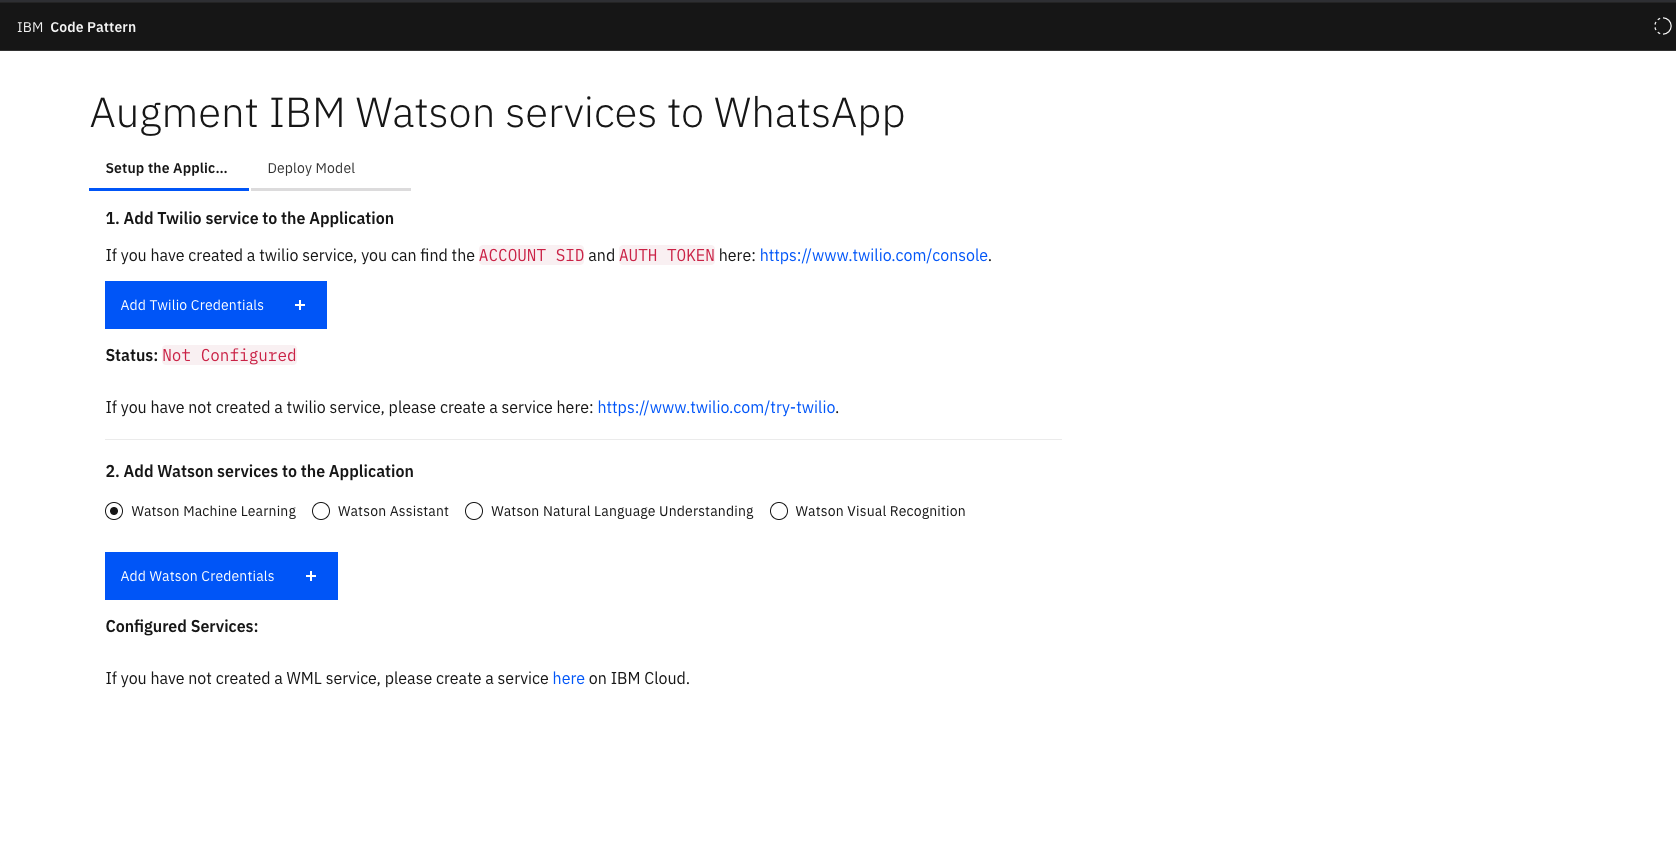 IBM Code Pattern
Augment IBM Watson services to WhatsApp
Setup the Applic... Deploy Model
1. Add Twilio service to the Application
If you have created a twilio service, you can find the ACCOUNT SID and AUTH TOKEN here: https://www.twilio.com/console.
Add Twilio Credentials +
Status: Not Configured
If you have not created a twilio service, please create a service here: https://www.twilio.com/try-twilio.
2. Add Watson services to the Application
Watson Machine Learning Watson Assistant Watson Natural Language Understanding Watson Visual Recognition
Add Watson Credentials +
Configured Services:
If you have not created a WML service, please create a service here on IBM Cloud.